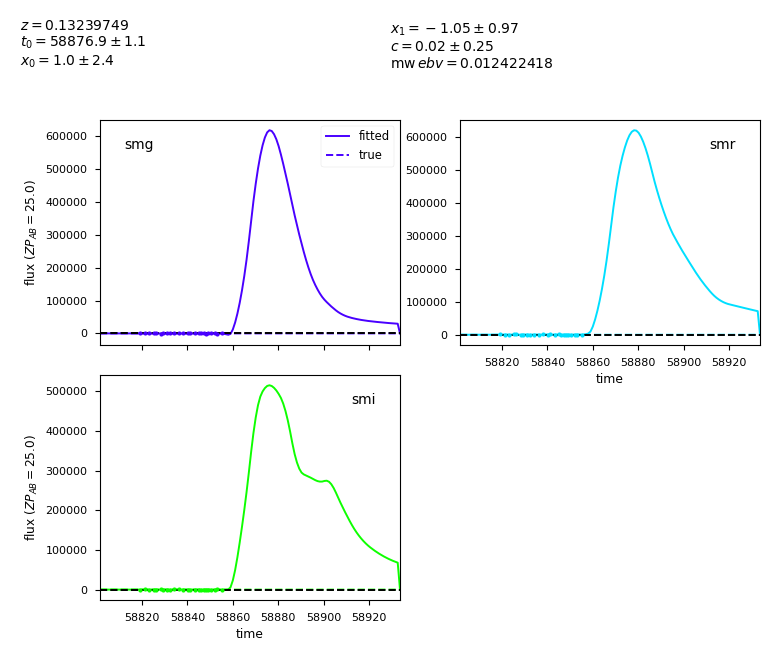 z = 0.13239749
t₀ = 58876.9 ± 1.1
x₀ = 1.0 ± 2.4
x₁ = −1.05 ± 0.97
c = 0.02 ± 0.25
mw ebv = 0.012422418
smg
fitted
true
600000
500000
400000
300000
200000
100000
0
flux (ZP_AB = 25.0)
smr
600000
500000
400000
300000
200000
100000
0
58820 58840 58860 58880 58900 58920
time
smi
500000
400000
300000
200000
100000
0
flux (ZP_AB = 25.0)
58820 58840 58860 58880 58900 58920
time